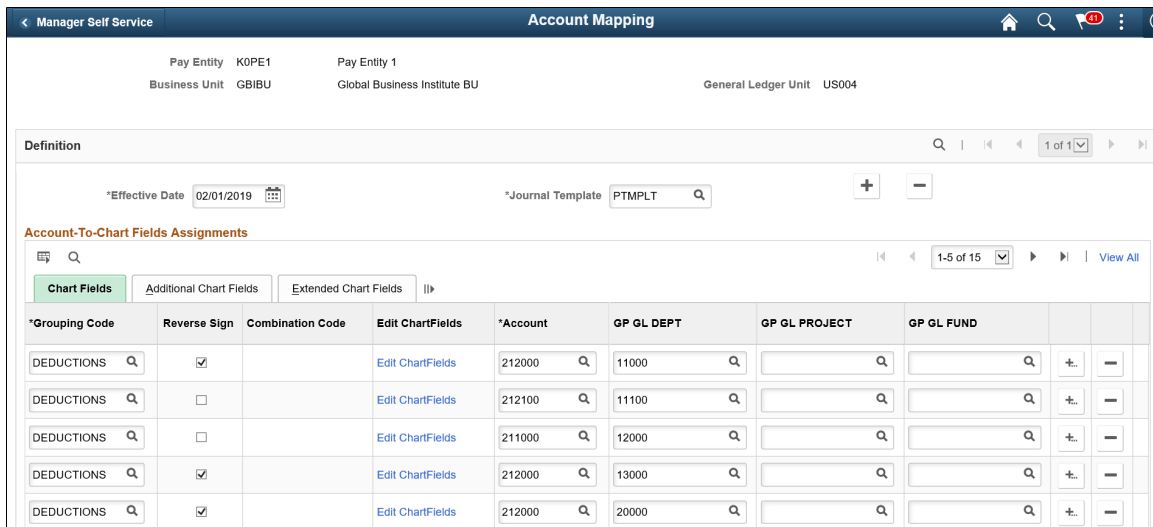 Manager Self Service
Account Mapping
41
Pay Entity K0PE1 Pay Entity 1
Business Unit GBIBU Global Business Institute BU General Ledger Unit US004
Definition
1 of 1
*Effective Date 02/01/2019 *Journal Template PTMPLT
Account-To-Chart Fields Assignments
1-5 of 15 View All
Chart Fields Additional Chart Fields Extended Chart Fields
*Grouping Code Reverse Sign Combination Code Edit ChartFields *Account GP GL DEPT GP GL PROJECT GP GL FUND
DEDUCTIONS Edit ChartFields 212000 11000
DEDUCTIONS Edit ChartFields 212100 11100
DEDUCTIONS Edit ChartFields 211000 12000
DEDUCTIONS Edit ChartFields 212000 13000
DEDUCTIONS Edit ChartFields 212000 20000